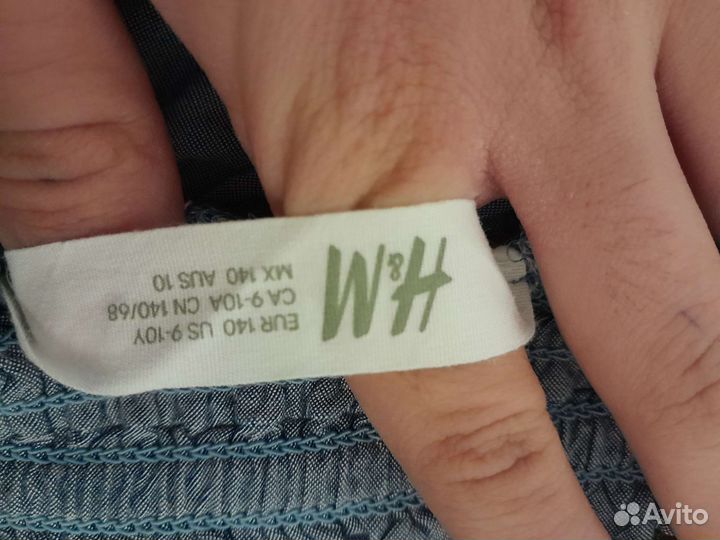 H&M
EUR 140 US 9-10Y
CA 9-10A CN 140/68
MX 140 AUS 10
Avito